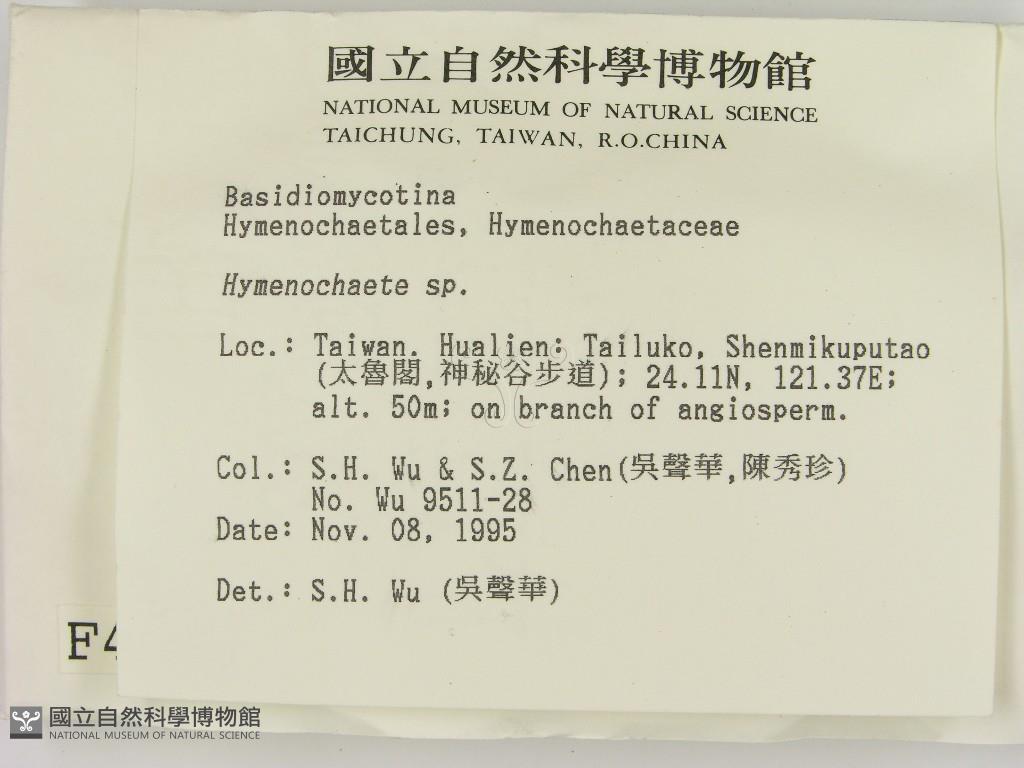 國立自然科學博物館
NATIONAL MUSEUM OF NATURAL SCIENCE
TAICHUNG, TAIWAN, R.O.CHINA
Basidiomycotina
Hymenochaetales, Hymenochaetaceae
Hymenochaete sp.
Loc.: Taiwan. Hualien: Tailuko, Shenmikuputao
(太魯閣,神秘谷步道); 24.11N, 121.37E;
alt. 50m; on branch of angiosperm.
Col.: S.H. Wu & S.Z. Chen(吳聲華,陳秀珍)
No. Wu 9511-28
Date: Nov. 08, 1995
Det.: S.H. Wu (吳聲華)
F4
國立自然科學博物館
NATIONAL MUSEUM OF NATURAL SCIENCE